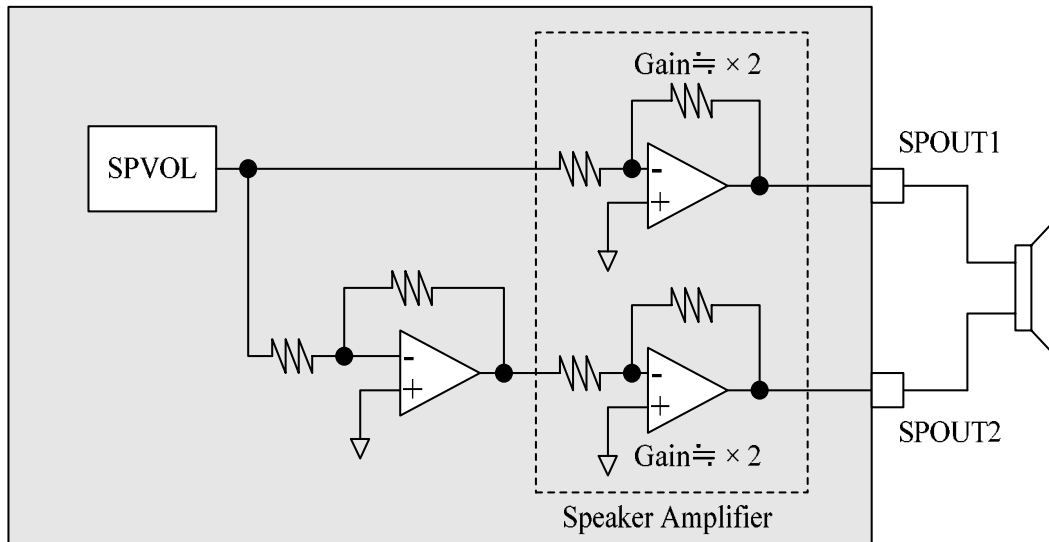 Gain≒ × 2
SPVOL
SPOUT1
-
+
-
+
-
+
SPOUT2
Gain≒ × 2
Speaker Amplifier